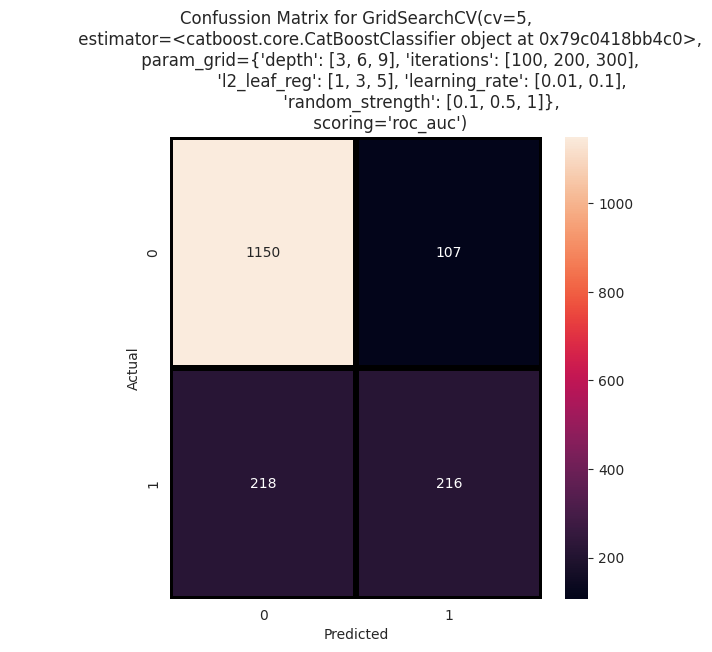 Confussion Matrix for GridSearchCV(cv=5,
estimator=<catboost.core.CatBoostClassifier object at 0x79c0418bb4c0>,
param_grid={'depth': [3, 6, 9], 'iterations': [100, 200, 300],
'l2_leaf_reg': [1, 3, 5], 'learning_rate': [0.01, 0.1],
'random_strength': [0.1, 0.5, 1]},
scoring='roc_auc')
1150
107
218
216
0
1
Actual
0
1
Predicted
1000
800
600
400
200